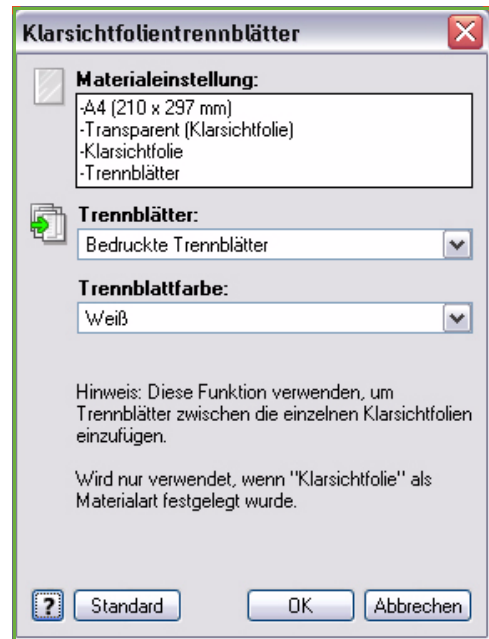 Klarsichtfolientrennblätter
Materialeinstellung:
-A4 (210 x 297 mm)
-Transparent (Klarsichtfolie)
-Klarsichtfolie
-Trennblätter
Trennblätter:
Bedruckte Trennblätter
Trennblattfarbe:
Weiß
Hinweis: Diese Funktion verwenden, um
Trennblätter zwischen die einzelnen Klarsichtfolien
einzufügen.
Wird nur verwendet, wenn "Klarsichtfolie" als
Materialart festgelegt wurde.
? Standard OK Abbrechen